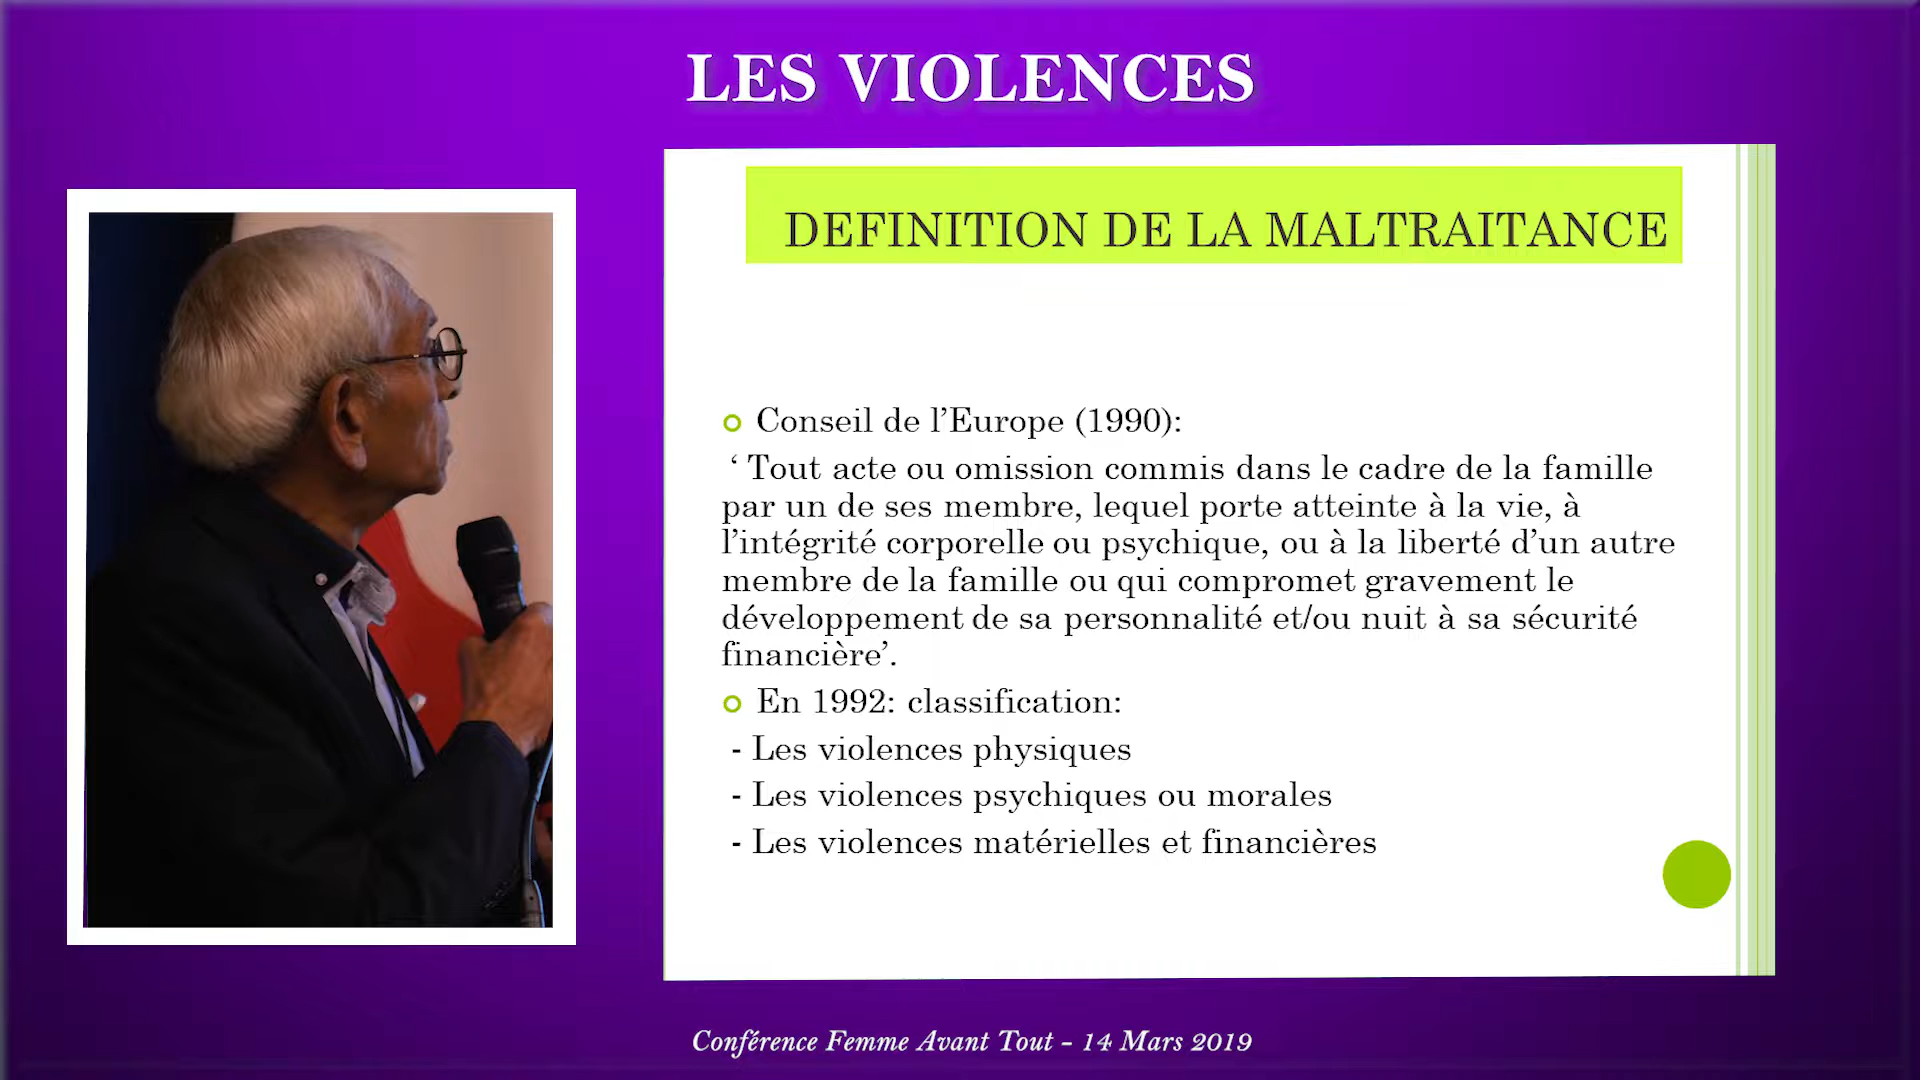 LES VIOLENCES
DEFINITION DE LA MALTRAITANCE
Conseil de l’Europe (1990):
‘ Tout acte ou omission commis dans le cadre de la famille
par un de ses membre, lequel porte atteinte à la vie, à
l’intégrité corporelle ou psychique, ou à la liberté d’un autre
membre de la famille ou qui compromet gravement le
développement de sa personnalité et/ou nuit à sa sécurité
financière’.
En 1992: classification:
- Les violences physiques
- Les violences psychiques ou morales
- Les violences matérielles et financières
Conférence Femme Avant Tout - 14 Mars 2019